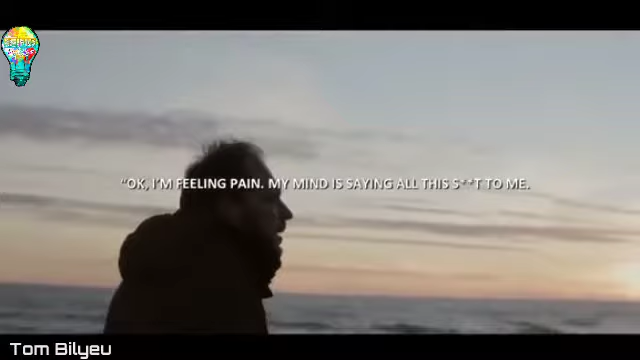 "OK, I'M FEELING PAIN. MY MIND IS SAYING ALL THIS S**T TO ME.
Tom Bilyeu